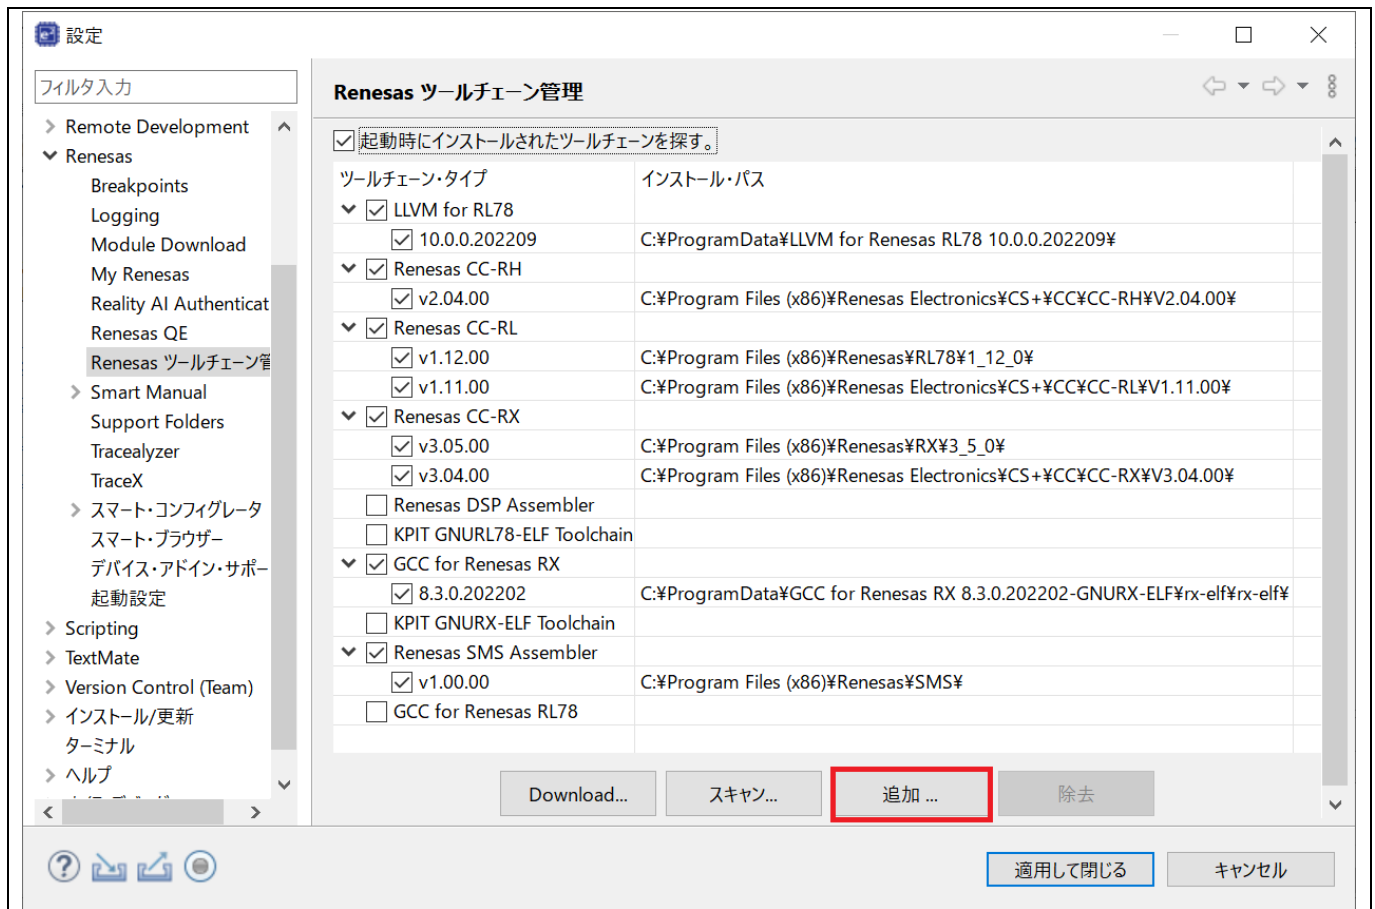 設定
フィルタ入力
Remote Development
Renesas
Breakpoints
Logging
Module Download
My Renesas
Reality AI Authenticat
Renesas QE
Renesas ツールチェーン管
Smart Manual
Support Folders
Tracealyzer
TraceX
スマート・コンフィグレータ
スマート・ブラウザー
デバイス・アドイン・サポー
起動設定
Scripting
TextMate
Version Control (Team)
インストール/更新
ターミナル
ヘルプ
Renesas ツールチェーン管理
起動時にインストールされたツールチェーンを探す。
ツールチェーン・タイプ インストール・パス
LLVM for RL78
10.0.0.202209 C:¥ProgramData¥LLVM for Renesas RL78 10.0.0.202209¥
Renesas CC-RH
v2.04.00 C:¥Program Files (x86)¥Renesas Electronics¥CS+¥CC¥CC-RH¥V2.04.00¥
Renesas CC-RL
v1.12.00 C:¥Program Files (x86)¥Renesas¥RL78¥1_12_0¥
v1.11.00 C:¥Program Files (x86)¥Renesas Electronics¥CS+¥CC¥CC-RL¥V1.11.00¥
Renesas CC-RX
v3.05.00 C:¥Program Files (x86)¥Renesas¥RX¥3_5_0¥
v3.04.00 C:¥Program Files (x86)¥Renesas Electronics¥CS+¥CC¥CC-RX¥V3.04.00¥
Renesas DSP Assembler
KPIT GNURL78-ELF Toolchain
GCC for Renesas RX
8.3.0.202202 C:¥ProgramData¥GCC for Renesas RX 8.3.0.202202-GNURX-ELF¥rx-elf¥rx-elf¥
KPIT GNURX-ELF Toolchain
Renesas SMS Assembler
v1.00.00 C:¥Program Files (x86)¥Renesas¥SMS¥
GCC for Renesas RL78
Download... スキャン... 追加 ... 除去
適用して閉じる キャンセル